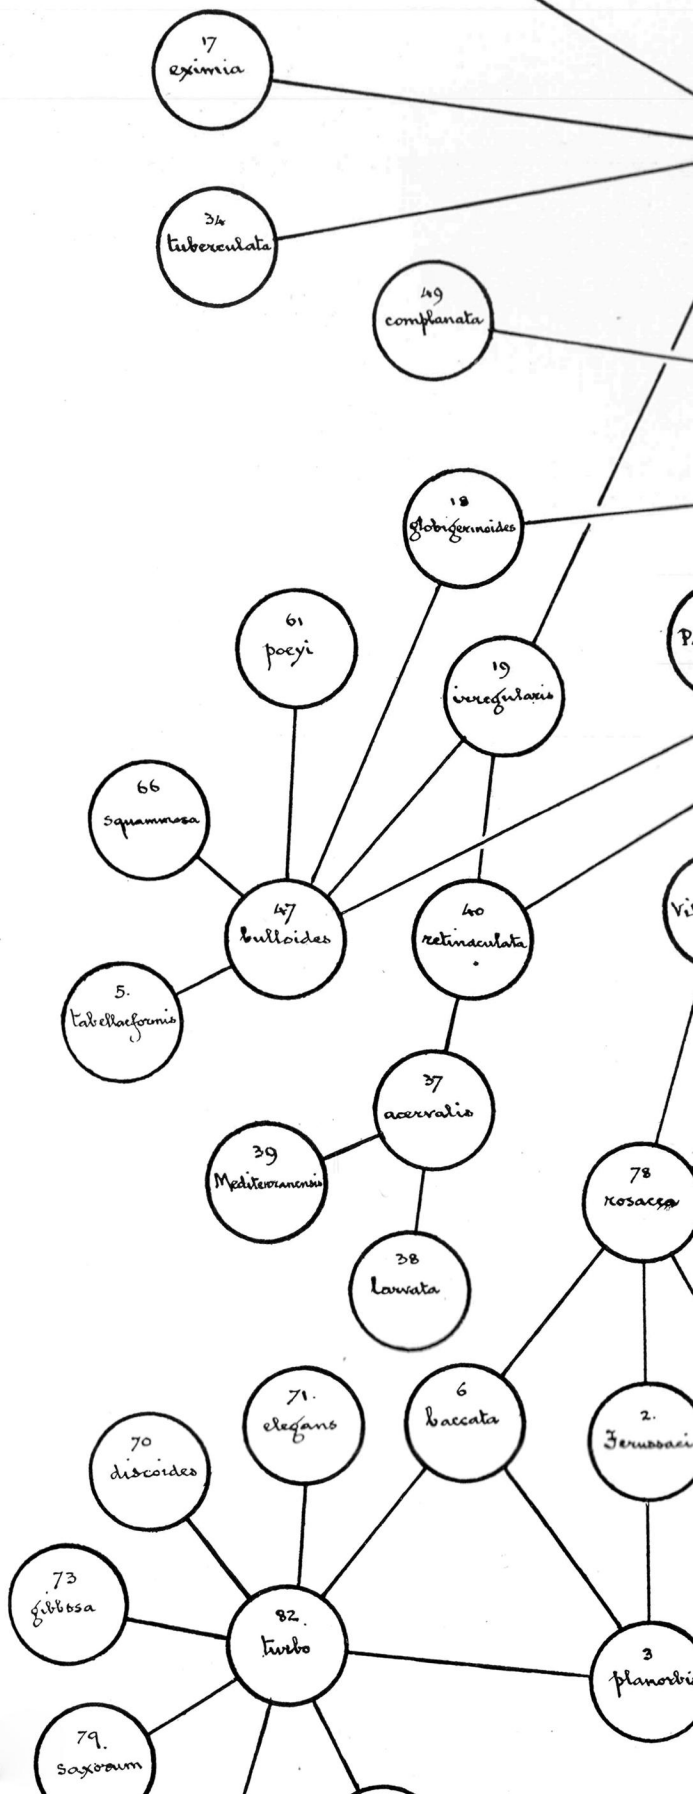 17
eximia
34
tuberculata
49
complanata
18
globigerinoides
61
poeyi
19
irregularis
66
squammosa
47
bulloides
40
retinaculata
5.
tabellaeformis
37
acervalis
39
Mediterranensis
78
rosacea
38
larvata
71.
elegans
6
baccata
2.
Ferussaci
70
discoides
73
gibbosa
82.
turbo
3
planorbi
79.
saxorum